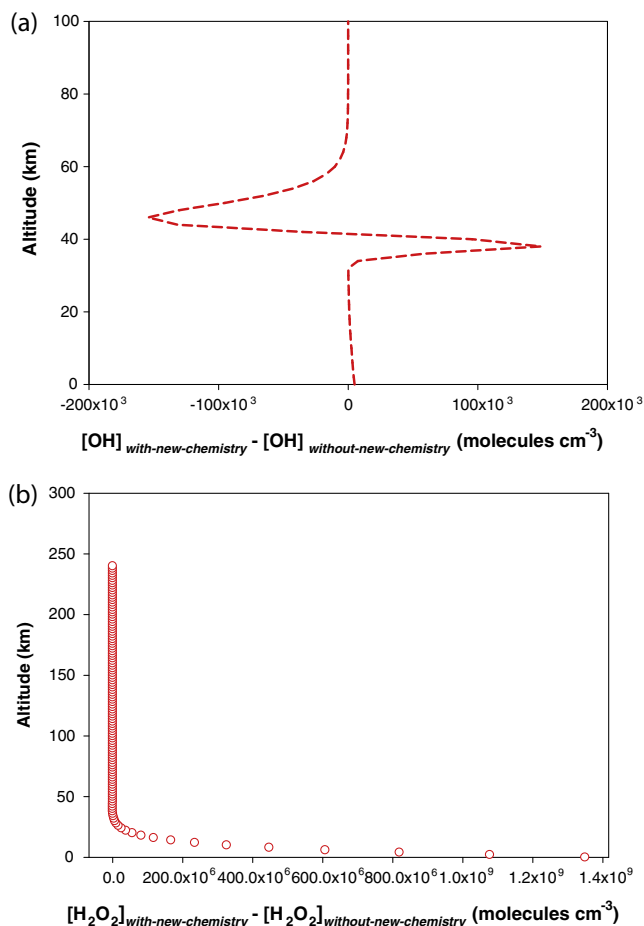 (a)
100
80
60
40
20
0
Altitude (km)
-200x10³ -100x10³ 0 100x10³ 200x10³
[OH] with-new-chemistry - [OH] without-new-chemistry (molecules cm⁻³)
(b)
300
250
200
150
100
50
0
Altitude (km)
0.0 200.0x10⁶ 400.0x10⁶ 600.0x10⁶ 800.0x10⁶ 1.0x10⁹ 1.2x10⁹ 1.4x10⁹
[H₂O₂]with-new-chemistry - [H₂O₂]without-new-chemistry (molecules cm⁻³)